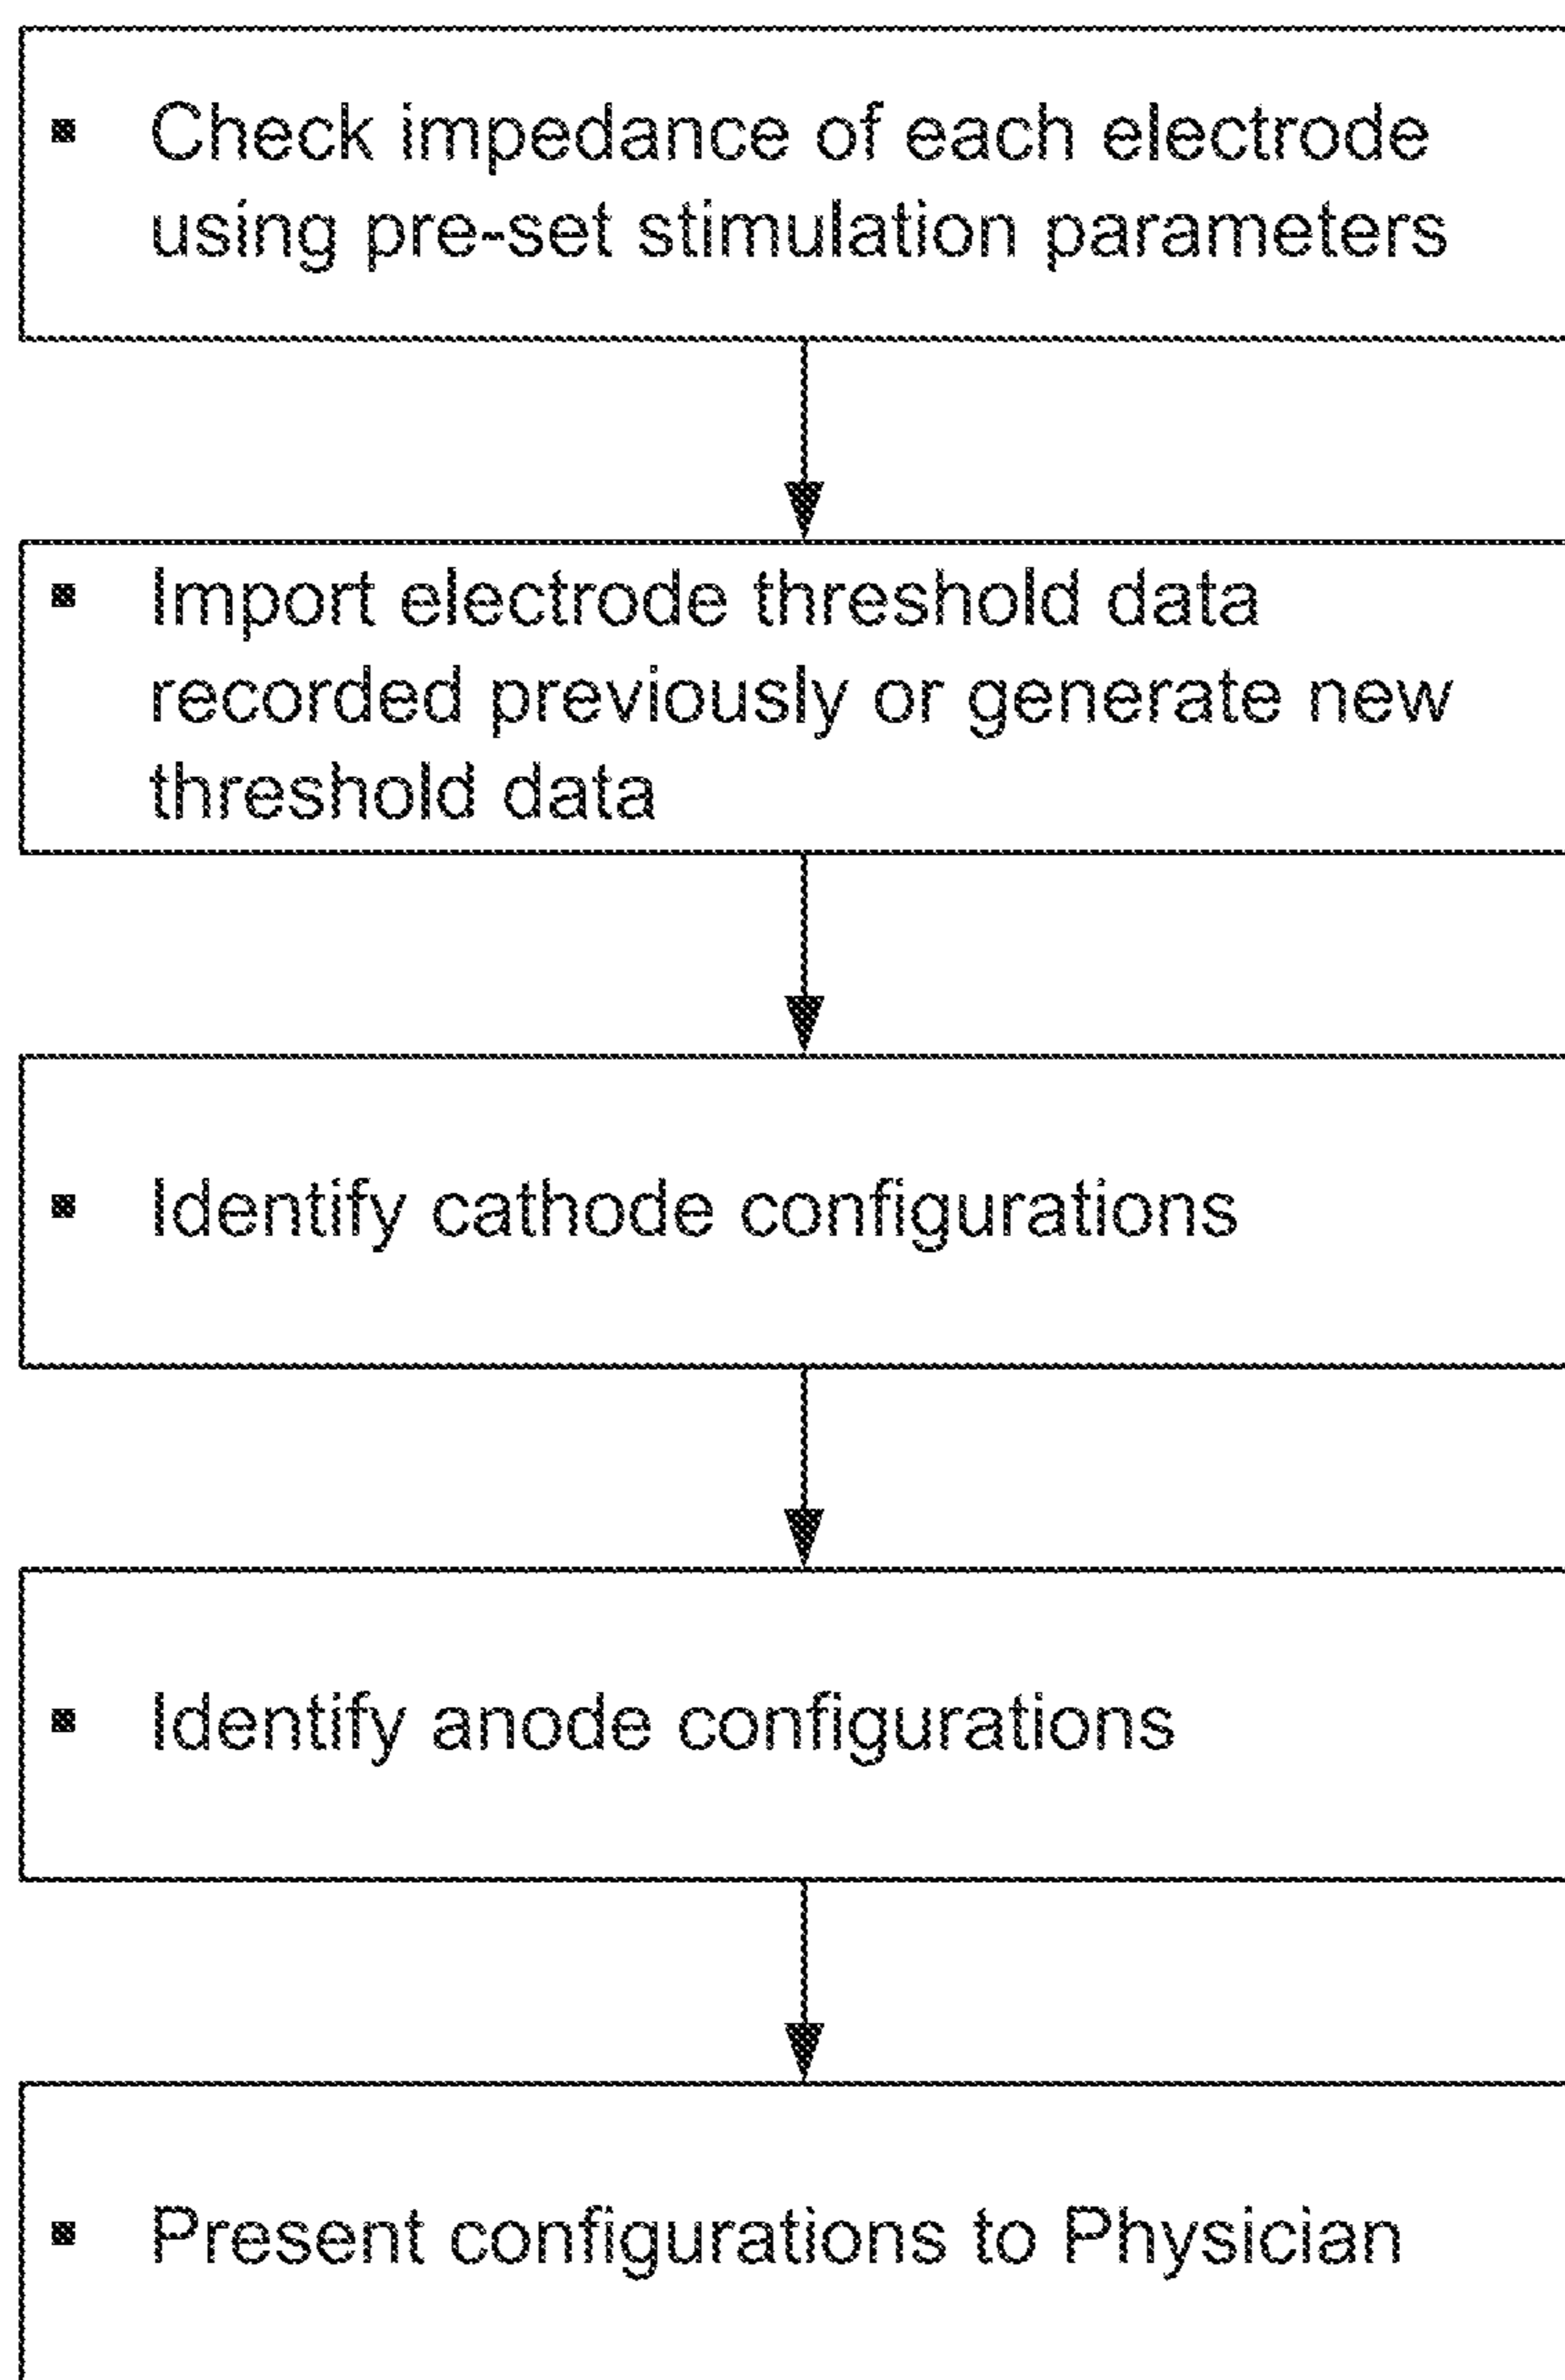 ▪ Check impedance of each electrode
using pre-set stimulation parameters
▪ Import electrode threshold data
recorded previously or generate new
threshold data
▪ Identify cathode configurations
▪ Identify anode configurations
▪ Present configurations to Physician